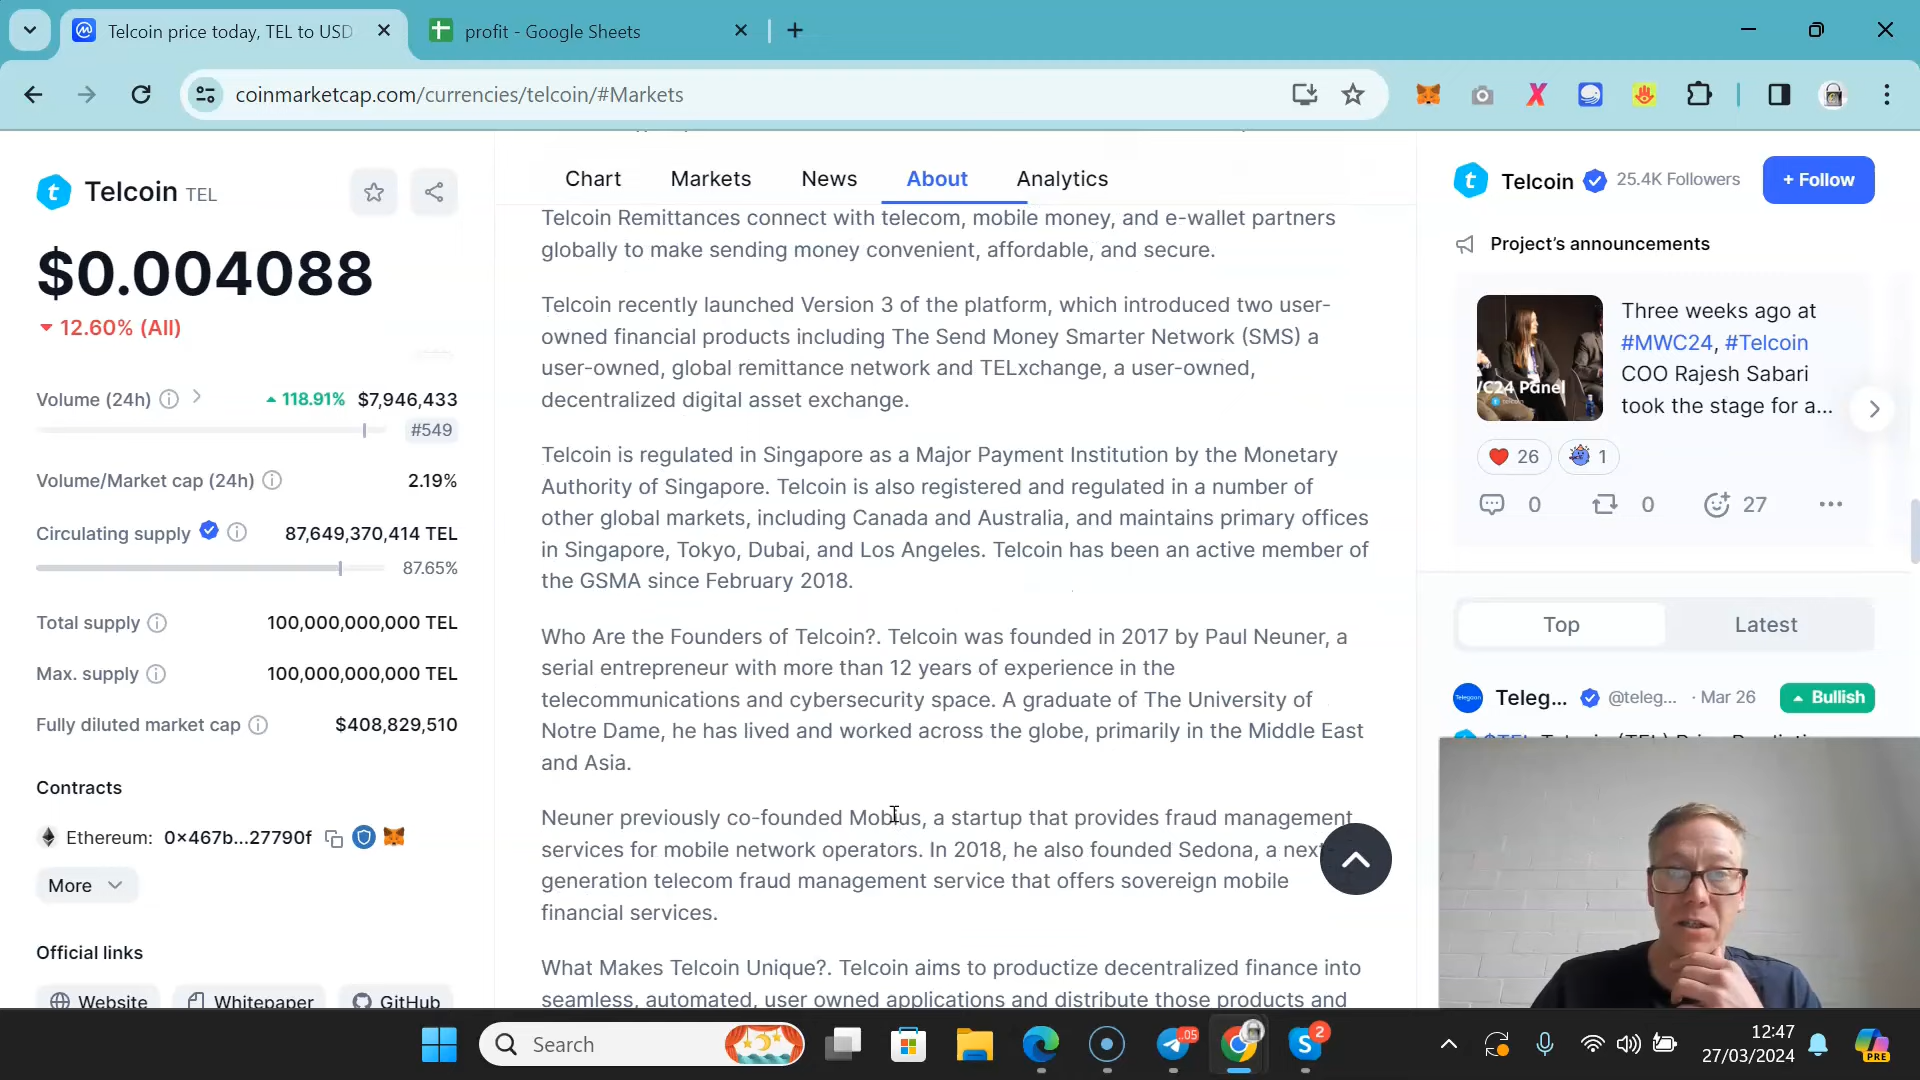 Telcoin price today, TEL to USD
profit - Google Sheets
coinmarketcap.com/currencies/telcoin/#Markets
Telcoin TEL
$0.004088
12.60% (All)
Volume (24h)
118.91% $7,946,433
#549
Volume/Market cap (24h)
2.19%
Circulating supply
87,649,370,414 TEL
87.65%
Total supply
100,000,000,000 TEL
Max. supply
100,000,000,000 TEL
Fully diluted market cap
$408,829,510
Contracts
Ethereum: 0x467b...27790f
More
Official links
Website
Whitepaper
GitHub
Chart
Markets
News
About
Analytics
Telcoin Remittances connect with telecom, mobile money, and e-wallet partners
globally to make sending money convenient, affordable, and secure.
Telcoin recently launched Version 3 of the platform, which introduced two user-
owned financial products including The Send Money Smarter Network (SMS) a
user-owned, global remittance network and TELxchange, a user-owned,
decentralized digital asset exchange.
Telcoin is regulated in Singapore as a Major Payment Institution by the Monetary
Authority of Singapore. Telcoin is also registered and regulated in a number of
other global markets, including Canada and Australia, and maintains primary offices
in Singapore, Tokyo, Dubai, and Los Angeles. Telcoin has been an active member of
the GSMA since February 2018.
Who Are the Founders of Telcoin?. Telcoin was founded in 2017 by Paul Neuner, a
serial entrepreneur with more than 12 years of experience in the
telecommunications and cybersecurity space. A graduate of The University of
Notre Dame, he has lived and worked across the globe, primarily in the Middle East
and Asia.
Neuner previously co-founded Mobius, a startup that provides fraud management
services for mobile network operators. In 2018, he also founded Sedona, a next-
generation telecom fraud management service that offers sovereign mobile
financial services.
What Makes Telcoin Unique?. Telcoin aims to productize decentralized finance into
seamless, automated, user owned applications and distribute those products and
Telcoin
25.4K Followers
+ Follow
Project's announcements
Three weeks ago at
#MWC24, #Telcoin
COO Rajesh Sabari
took the stage for a...
26
1
0
0
27
Top
Latest
Teleg... @teleg... · Mar 26
Bullish
Search
05
2
12:47
27/03/2024
PRE